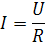 I = U/R